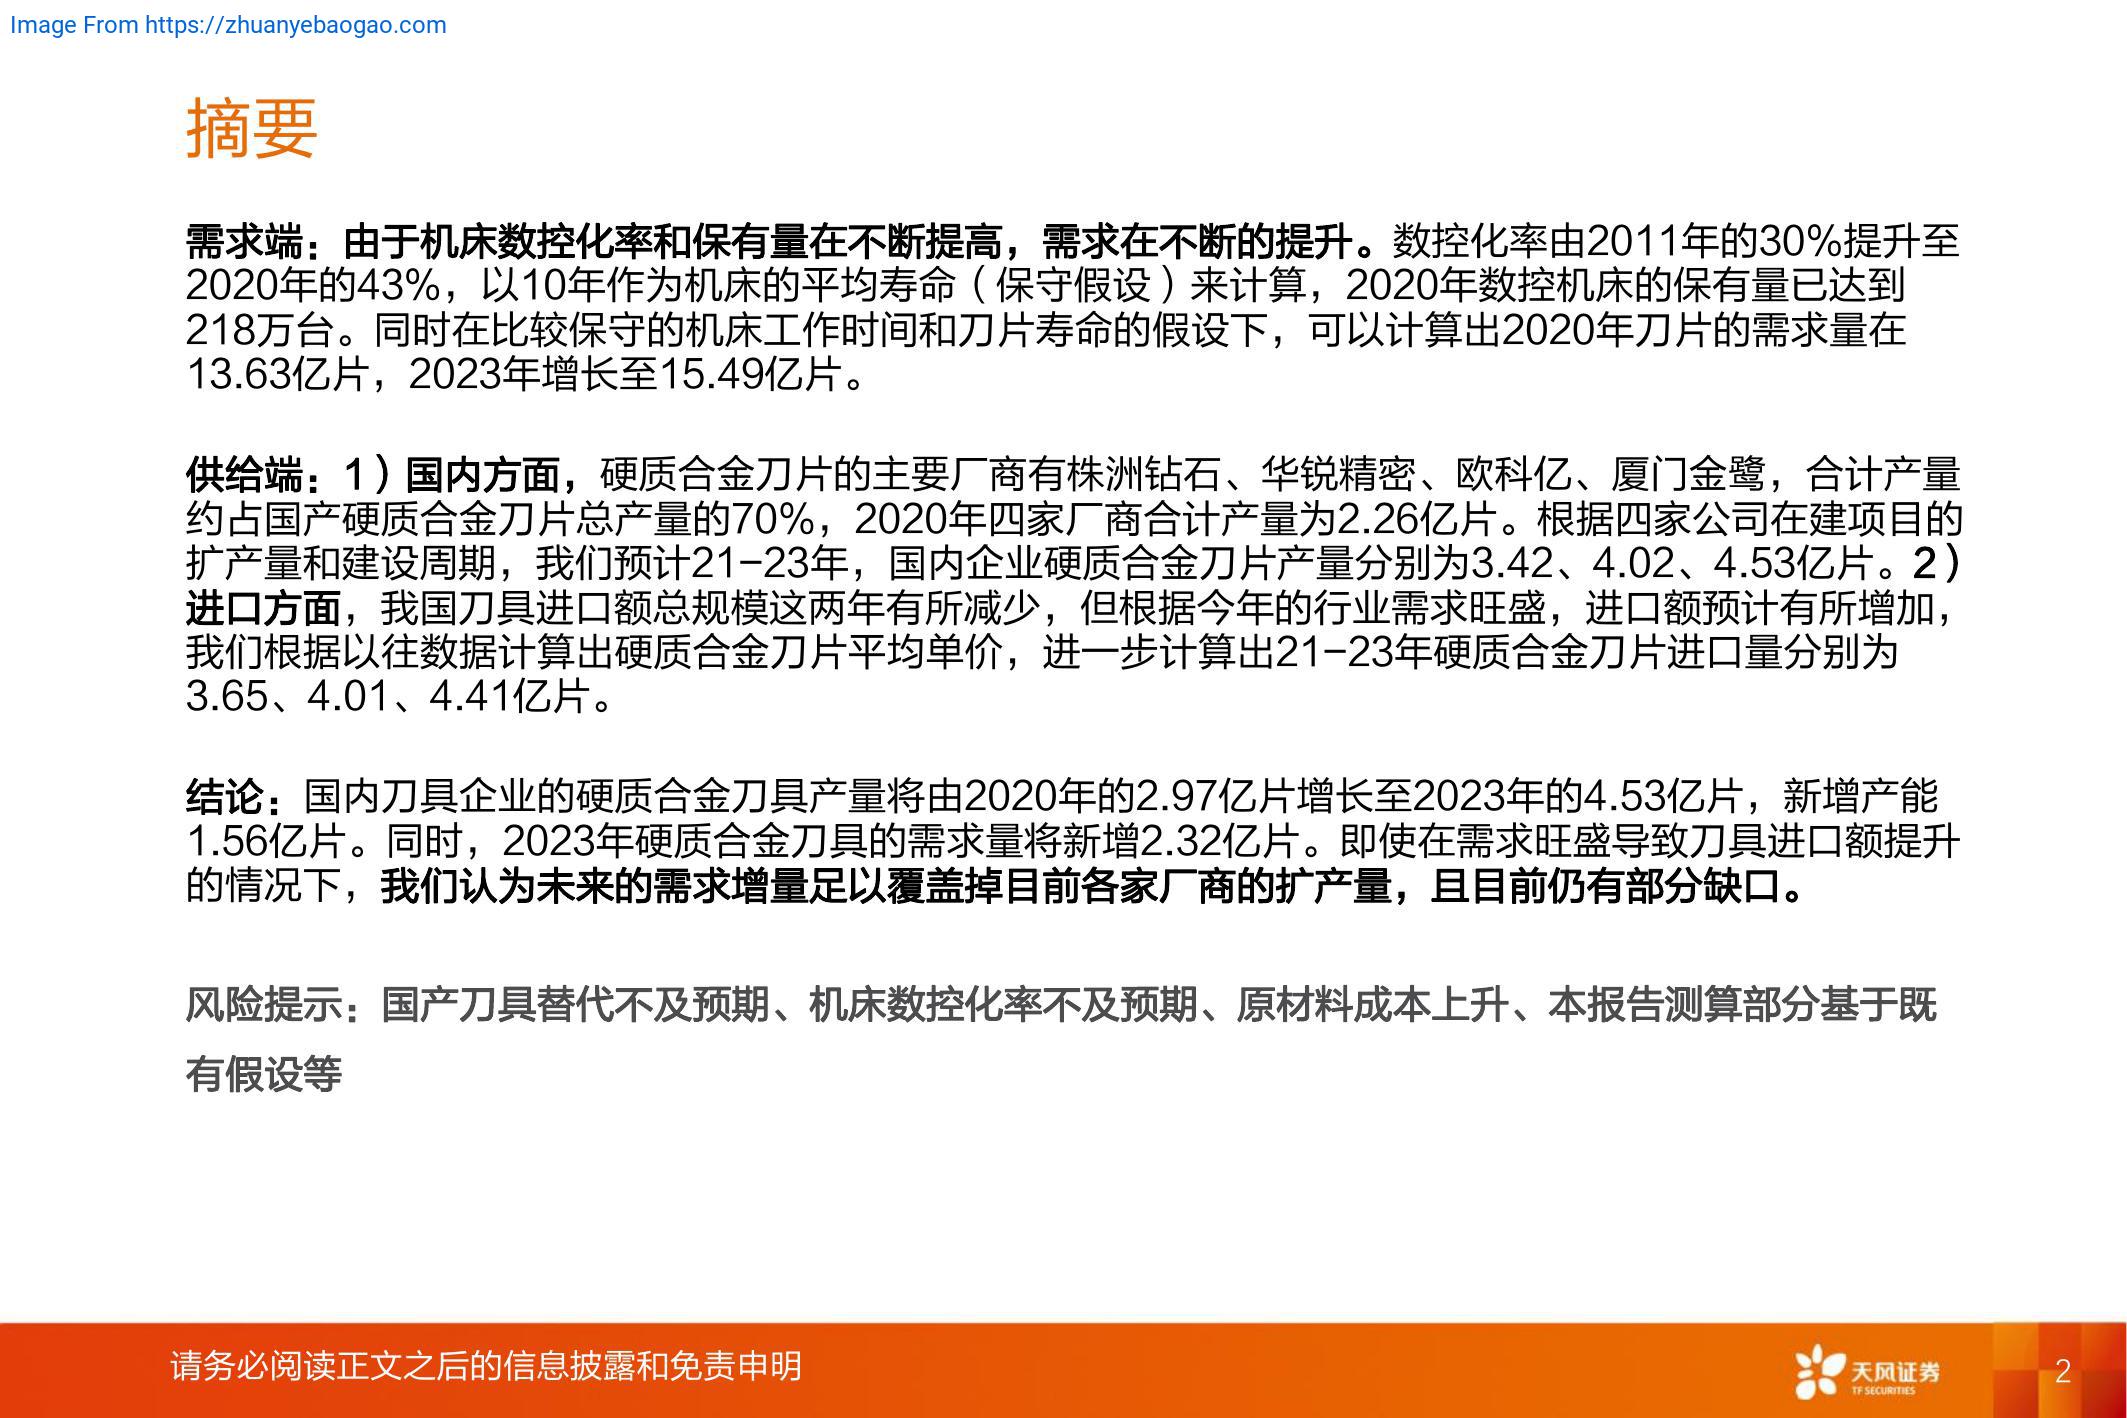 Image From https://zhuanyebaogao.com
摘要
需求端：由于机床数控化率和保有量在不断提高，需求在不断的提升。数控化率由2011年的30%提升至
2020年的43%，以10年作为机床的平均寿命（保守假设）来计算，2020年数控机床的保有量已达到
218万台。同时在比较保守的机床工作时间和刀片寿命的假设下，可以计算出2020年刀片的需求量在
13.63亿片，2023年增长至15.49亿片。
供给端：1）国内方面，硬质合金刀片的主要厂商有株洲钻石、华锐精密、欧科亿、厦门金鹭，合计产量
约占国产硬质合金刀片总产量的70%，2020年四家厂商合计产量为2.26亿片。根据四家公司在建项目的
扩产量和建设周期，我们预计21-23年，国内企业硬质合金刀片产量分别为3.42、4.02、4.53亿片。2）
进口方面，我国刀具进口额总规模这两年有所减少，但根据今年的行业需求旺盛，进口额预计有所增加，
我们根据以往数据计算出硬质合金刀片平均单价，进一步计算出21-23年硬质合金刀片进口量分别为
3.65、4.01、4.41亿片。
结论：国内刀具企业的硬质合金刀具产量将由2020年的2.97亿片增长至2023年的4.53亿片，新增产能
1.56亿片。同时，2023年硬质合金刀具的需求量将新增2.32亿片。即使在需求旺盛导致刀具进口额提升
的情况下，我们认为未来的需求增量足以覆盖掉目前各家厂商的扩产量，且目前仍有部分缺口。
风险提示：国产刀具替代不及预期、机床数控化率不及预期、原材料成本上升、本报告测算部分基于既
有假设等
请务必阅读正文之后的信息披露和免责申明
天风证券
TF SECURITIES
2